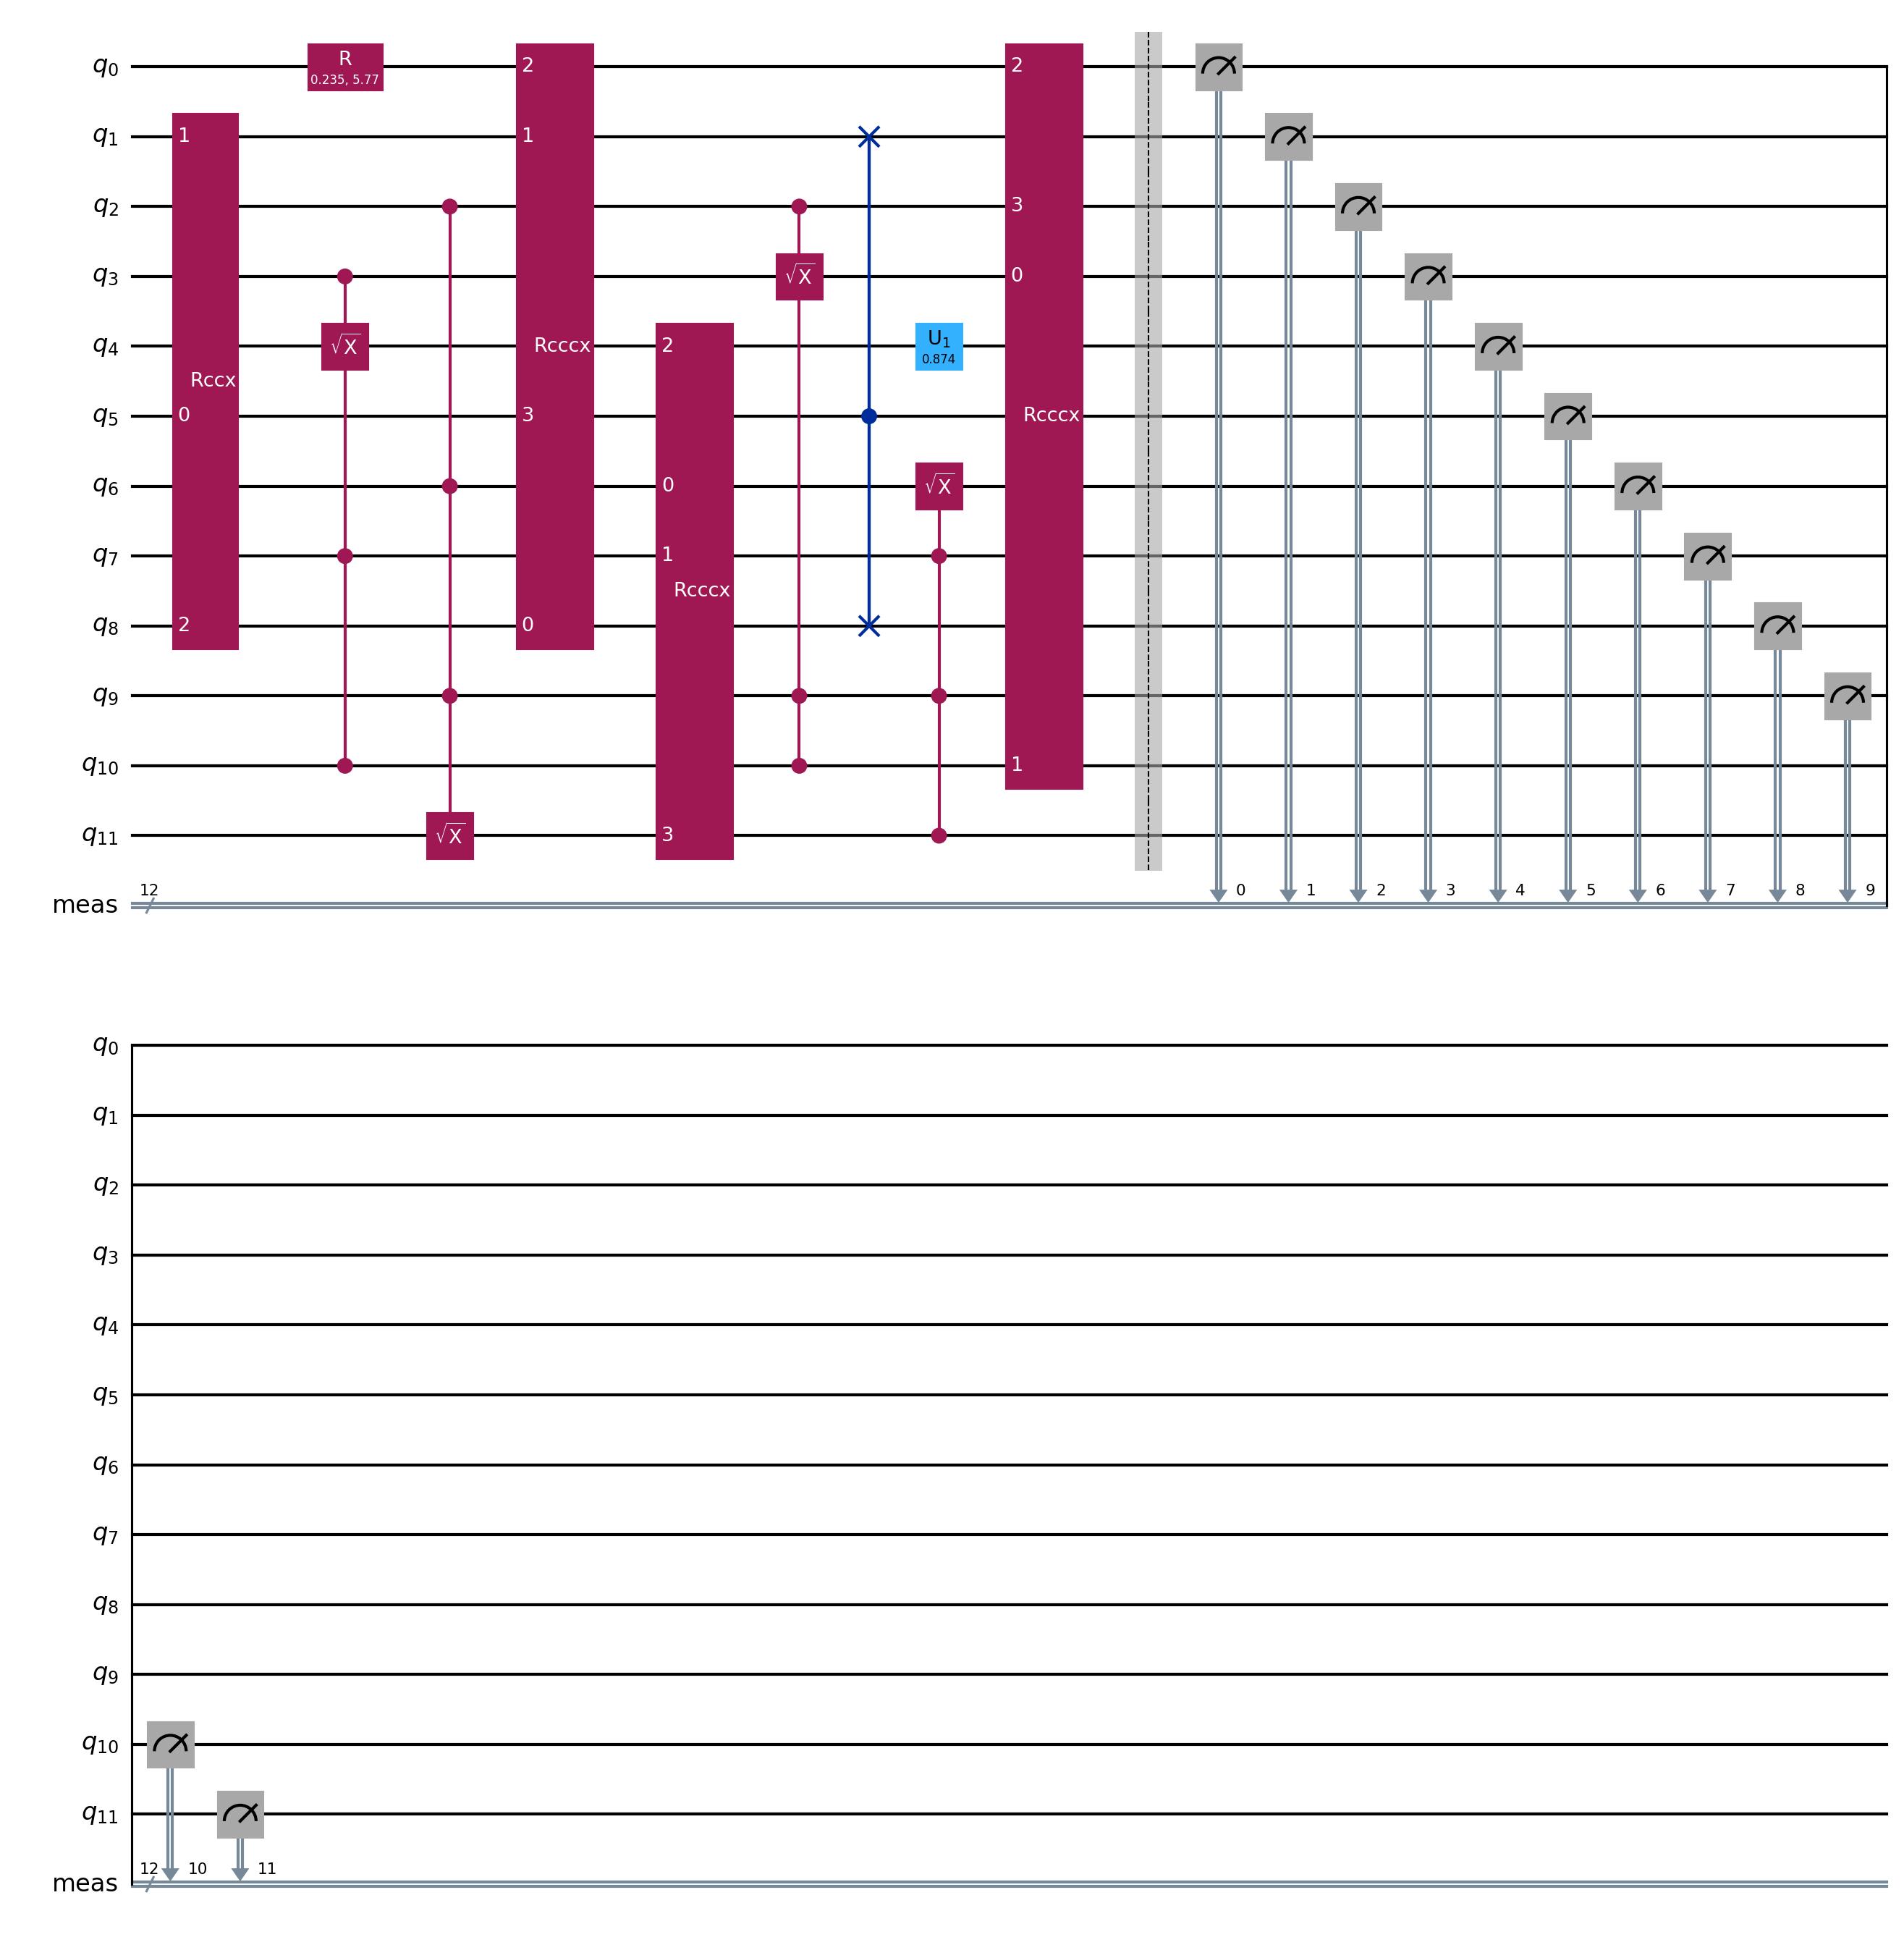 q0 R 2 2
0.235, 5.77
q1 1 1
q2 3
q3 √X 0
q4 √X Rcccx 2 U1
0.874
Rccx
q5 0 3 Rcccx
q6 0 √X
q7 1
Rcccx
q8 2 0
q9
q10 1
q11 √X 3
12 0 1 2 3 4 5 6 7 8 9
meas
q0
q1
q2
q3
q4
q5
q6
q7
q8
q9
q10
q11
12 10 11
meas